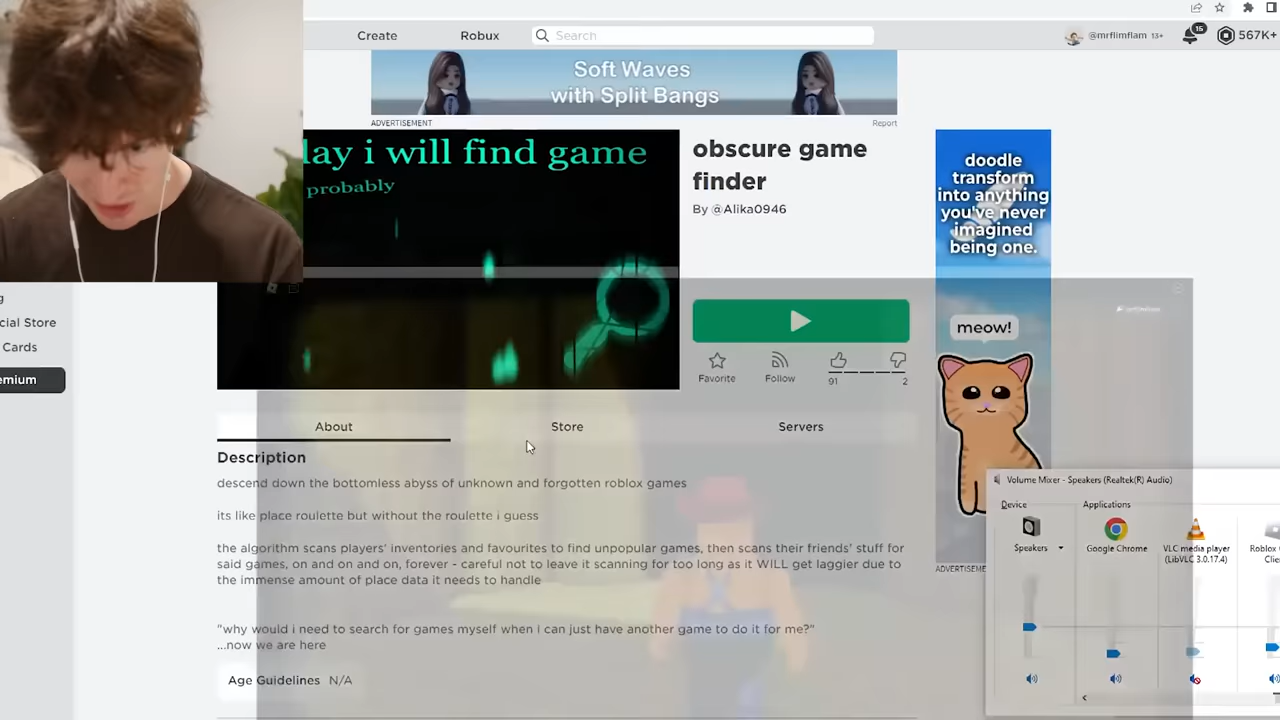 Create
Robux
Search
@mrflimflam 13+
15
567K+
Soft Waves
with Split Bangs
ADVERTISEMENT
Report
lay i will find game
probably
obscure game
finder
By @Alika0946
doodle
transform
into anything
you've never
imagined
being one.
meow!
cial Store
Cards
emium
Favorite
Follow
91
2
About
Store
Servers
Description
descend down the bottomless abyss of unknown and forgotten roblox games
its like place roulette but without the roulette i guess
the algorithm scans players' inventories and favourites to find unpopular games, then scans their friends' stuff for
said games, on and on and on, forever - careful not to leave it scanning for too long as it WILL get laggier due to
the immense amount of place data it needs to handle
"why would i need to search for games myself when i can just have another game to do it for me?"
...now we are here
Age Guidelines N/A
ADVERTISEME
Volume Mixer - Speakers (Realtek(R) Audio)
Device
Applications
Speakers
Google Chrome
VLC media player
(LibVLC 3.0.17.4)
Roblox
Clie